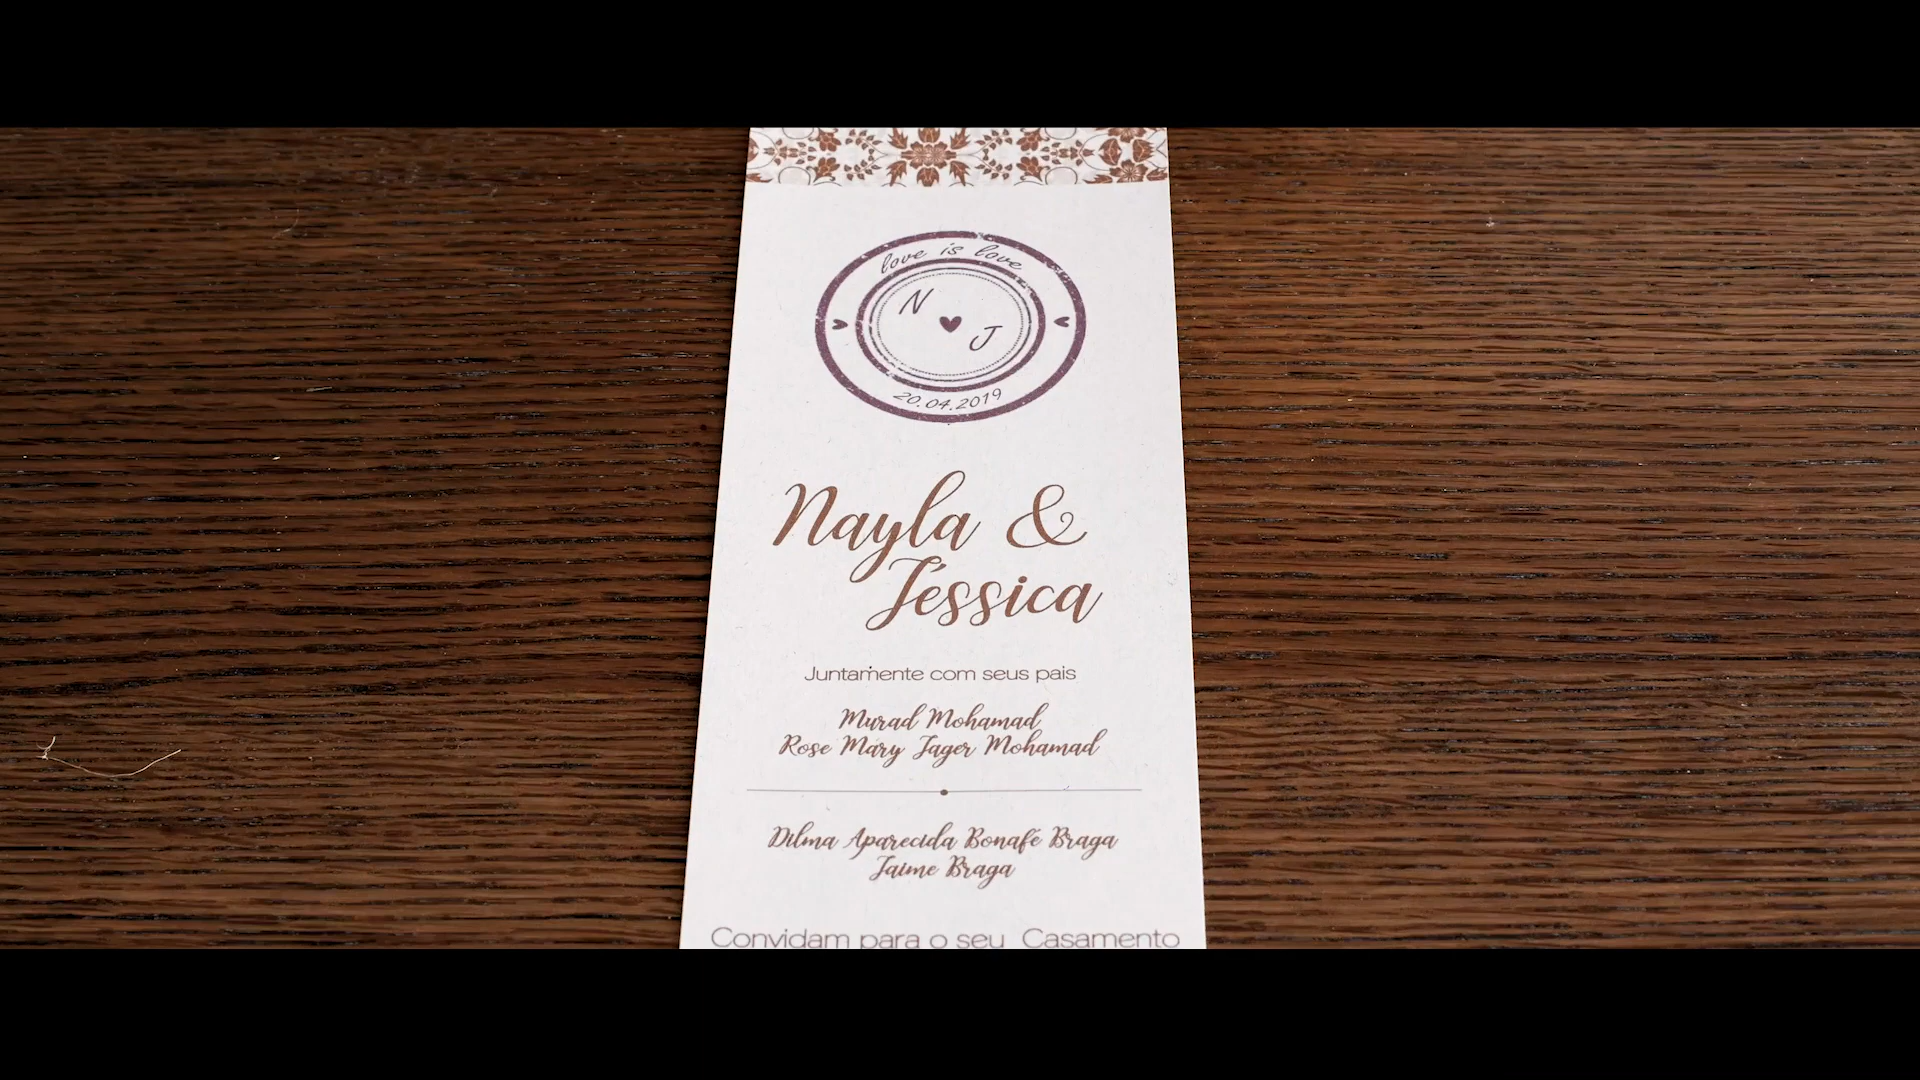 love is love
N
J
20.04.2019
Nayla &
Jéssica
Juntamente com seus pais
Murad Mohamad
Rose Mary Jager Mohamad
Dilma Aparecida Bonafé Braga
Jaime Braga
Convidam para o seu Casamento